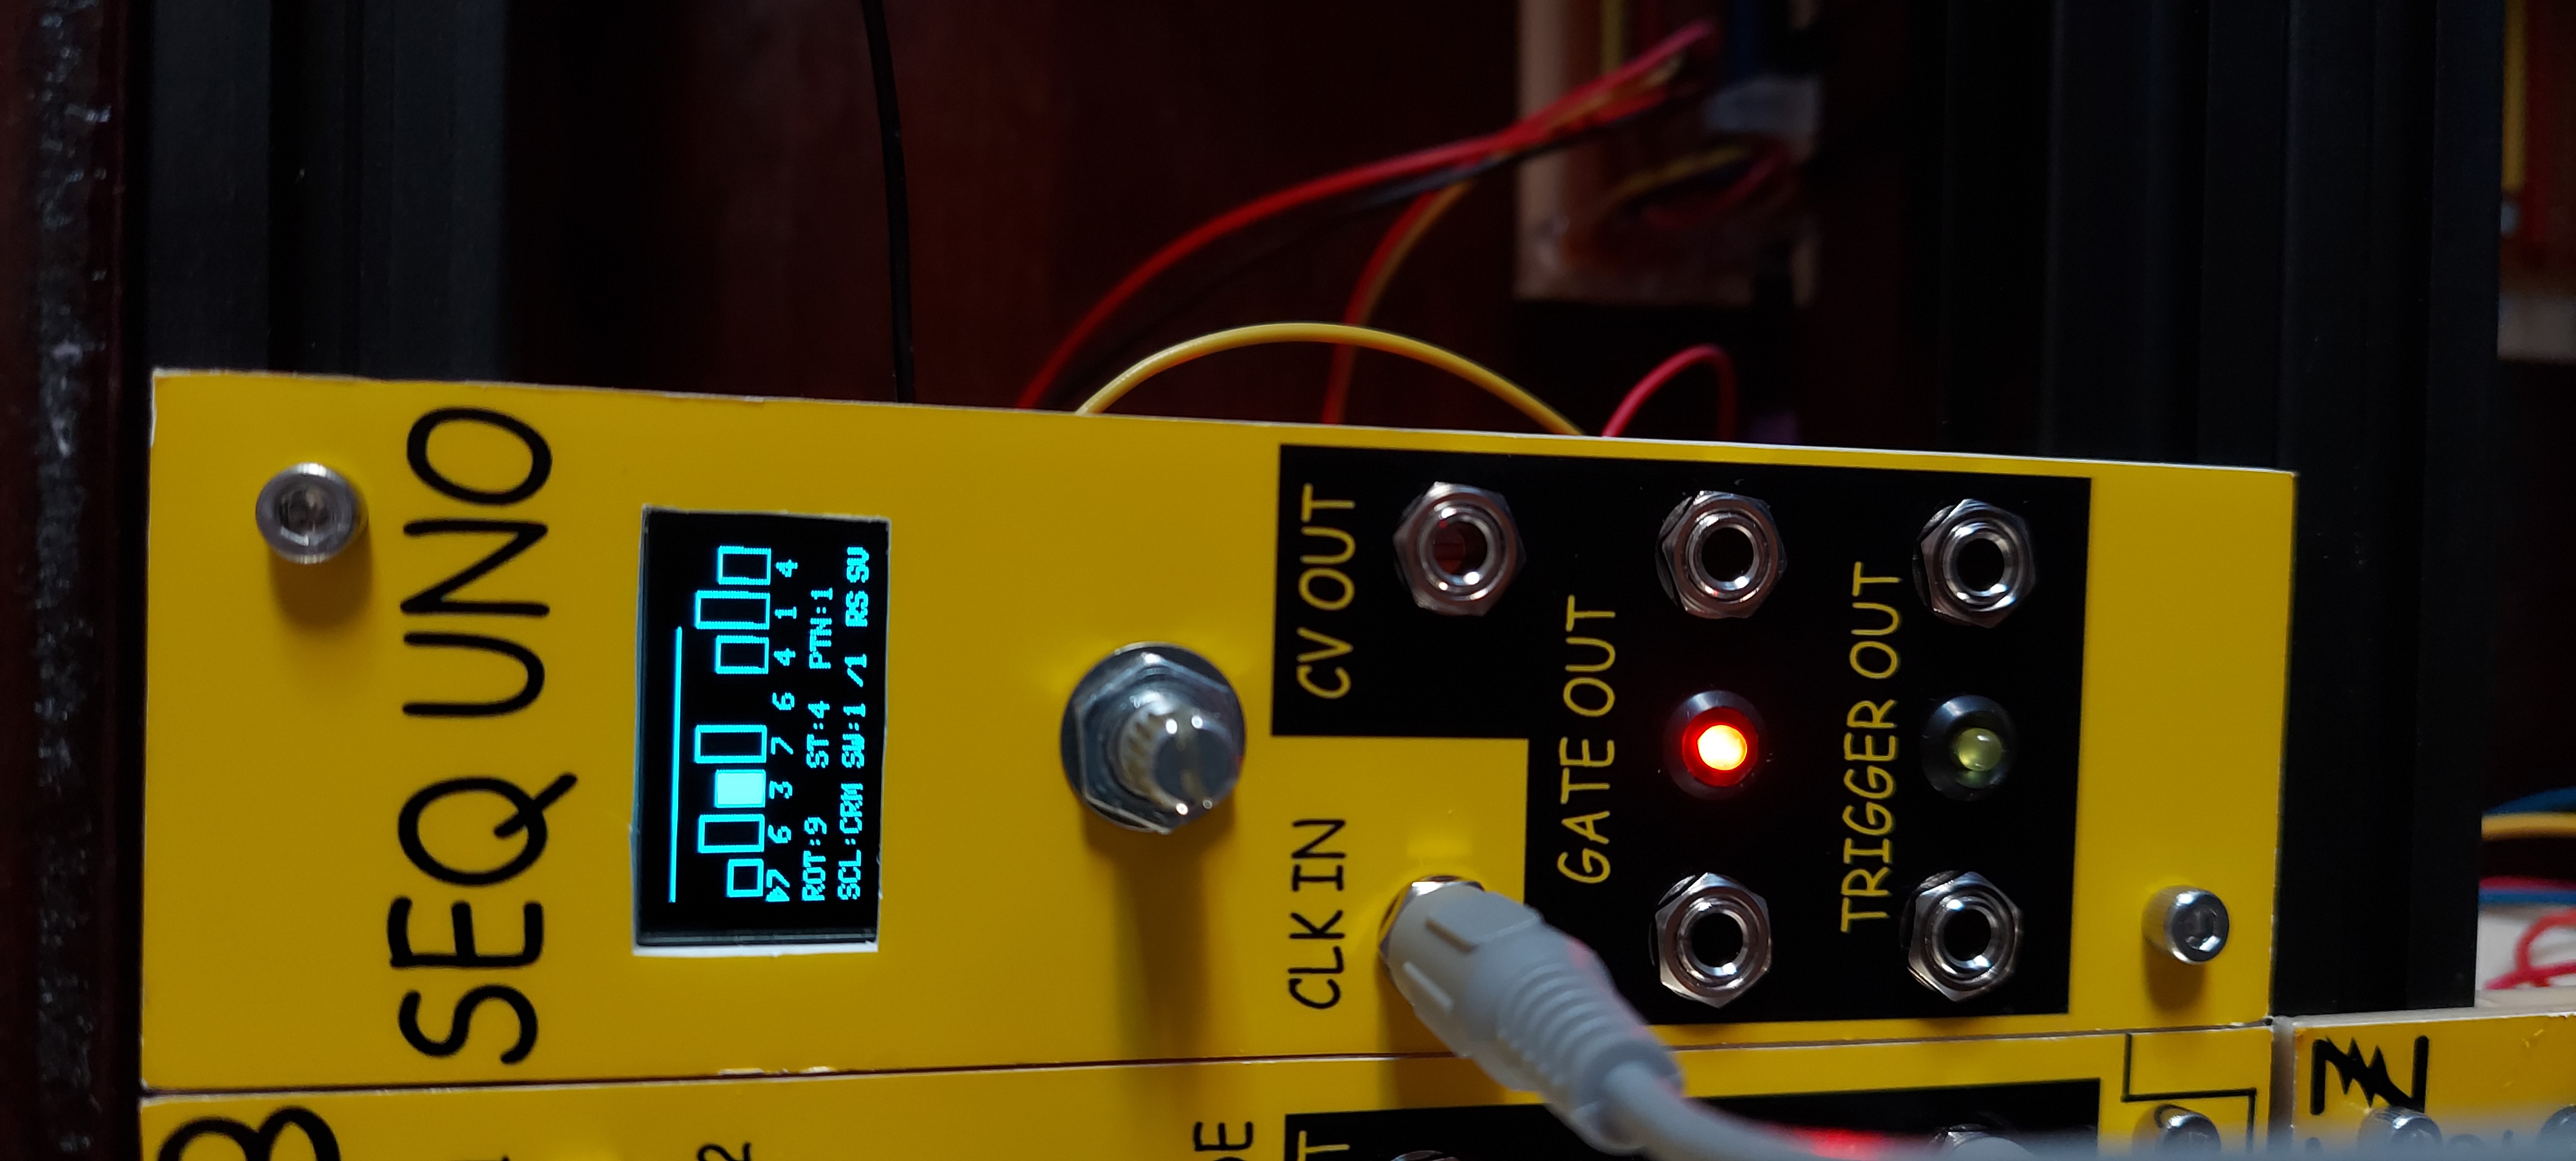 SEQ UNO
7 6 3 7 6 4 1 4
ROT:9 ST:4 PTN:1
SCL:CRM SW:1 /1 RS SV
CLK IN
CV OUT
GATE OUT
TRIGGER OUT